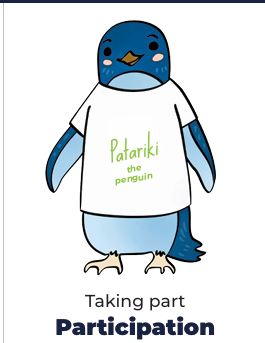 Patariki
the
penguin
Taking part
Participation